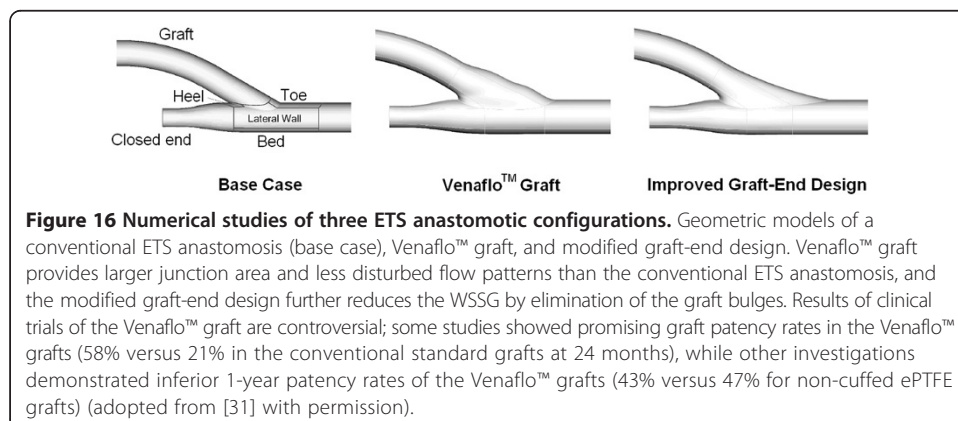 Graft
Heel
Toe
Lateral Wall
Closed end
Bed
Base Case
Venaflo™ Graft
Improved Graft-End Design
Figure 16 Numerical studies of three ETS anastomotic configurations. Geometric models of a
conventional ETS anastomosis (base case), Venaflo™ graft, and modified graft-end design. Venaflo™ graft
provides larger junction area and less disturbed flow patterns than the conventional ETS anastomosis, and
the modified graft-end design further reduces the WSSG by elimination of the graft bulges. Results of clinical
trials of the Venaflo™ graft are controversial; some studies showed promising graft patency rates in the Venaflo™
grafts (58% versus 21% in the conventional standard grafts at 24 months), while other investigations
demonstrated inferior 1-year patency rates of the Venaflo™ grafts (43% versus 47% for non-cuffed ePTFE
grafts) (adopted from [31] with permission).